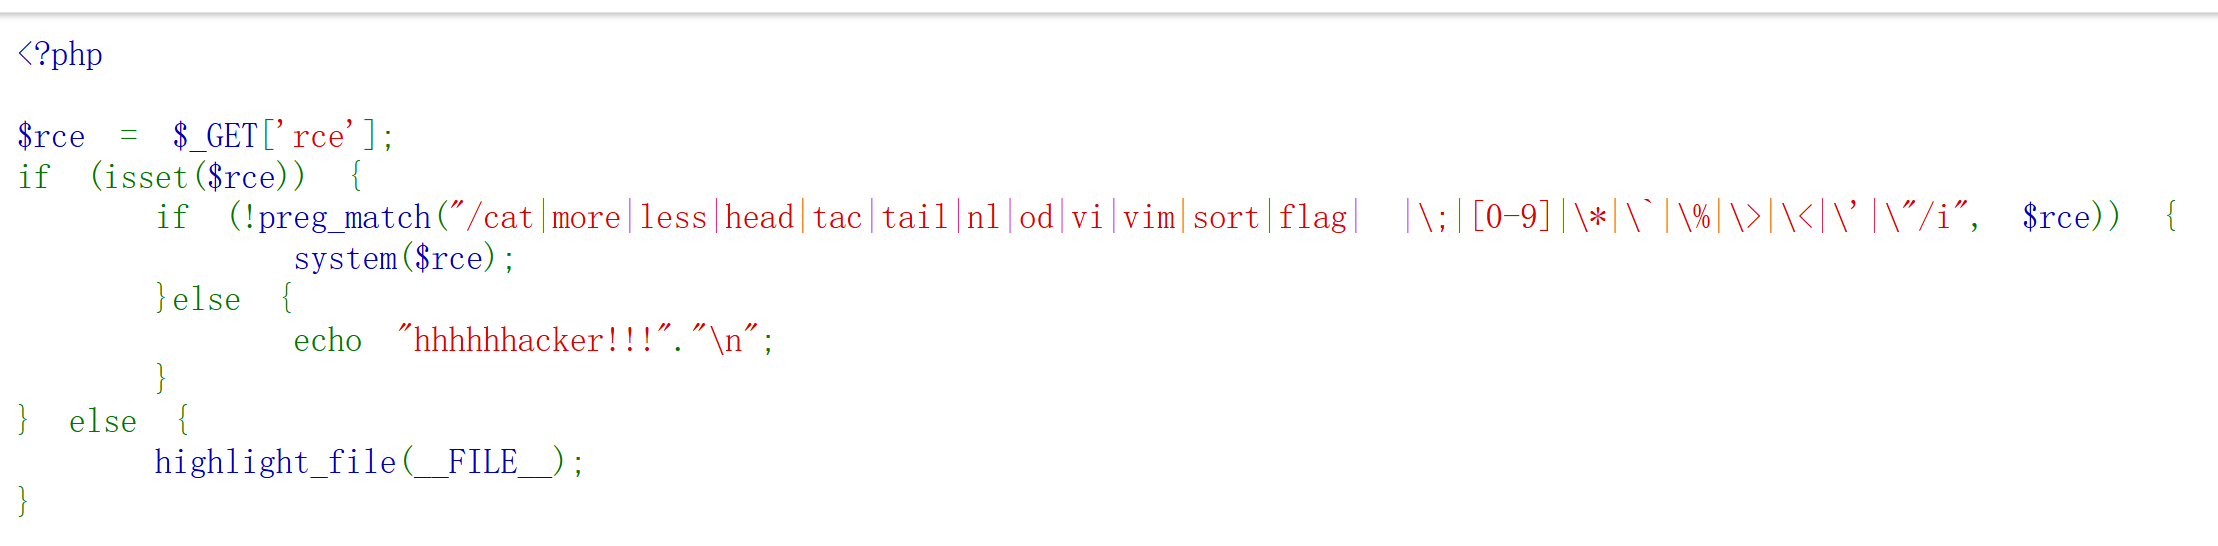 <?php
$rce = $_GET['rce'];
if (isset($rce)) {
if (!preg_match("/cat|more|less|head|tac|tail|nl|od|vi|vim|sort|flag| |\;|[0-9]|\*|\`|\%|\>|\<|\'|\"/i", $rce)) {
system($rce);
}else {
echo "hhhhhhacker!!!"."\n";
}
} else {
highlight_file(__FILE__);
}